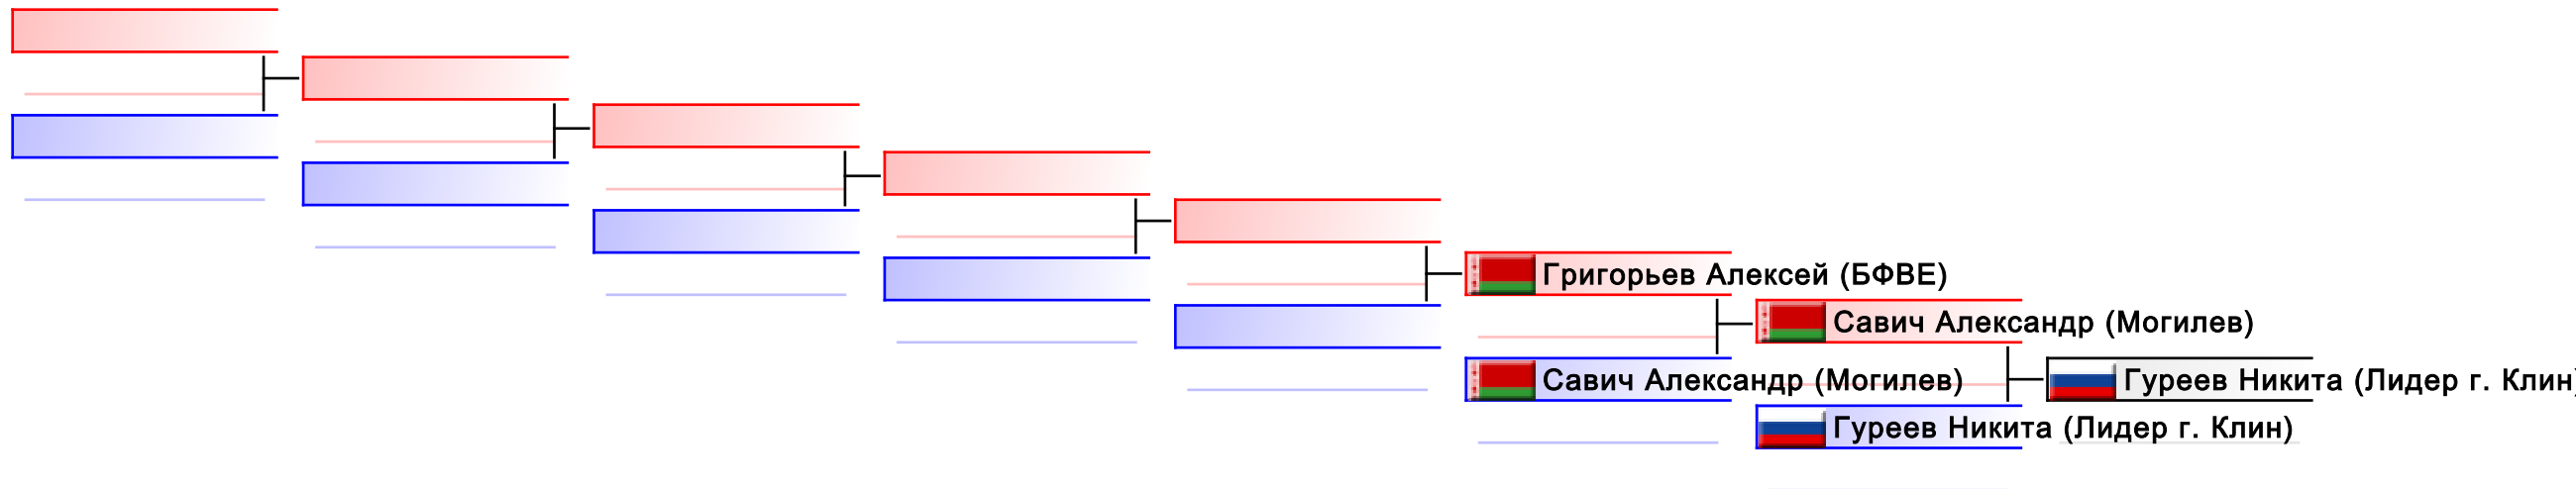 Григорьев Алексей (БФВЕ)
Савич Александр (Могилев)
Савич Александр (Могилев)
Гуреев Никита (Лидер г. Клин)
Гуреев Никита (Лидер г. Клин)